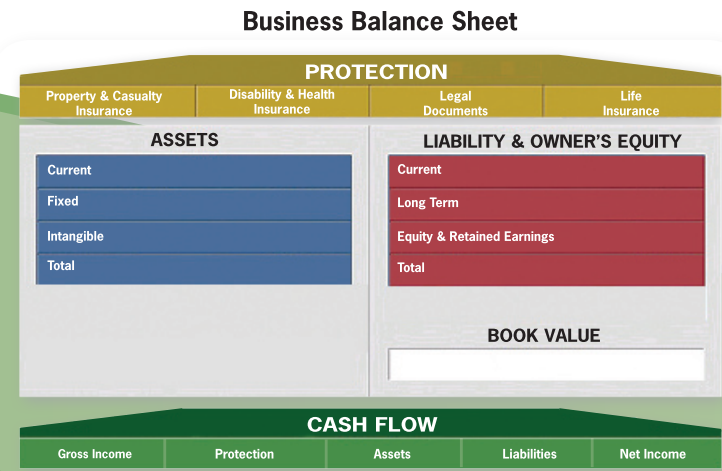 Business Balance Sheet
PROTECTION
Property & Casualty
Insurance
Disability & Health
Insurance
Legal
Documents
Life
Insurance
ASSETS
Current
Fixed
Intangible
Total
LIABILITY & OWNER'S EQUITY
Current
Long Term
Equity & Retained Earnings
Total
BOOK VALUE
CASH FLOW
Gross Income
Protection
Assets
Liabilities
Net Income